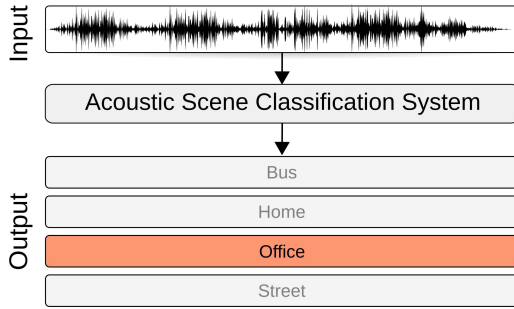 Input
Acoustic Scene Classification System
Output
Bus
Home
Office
Street